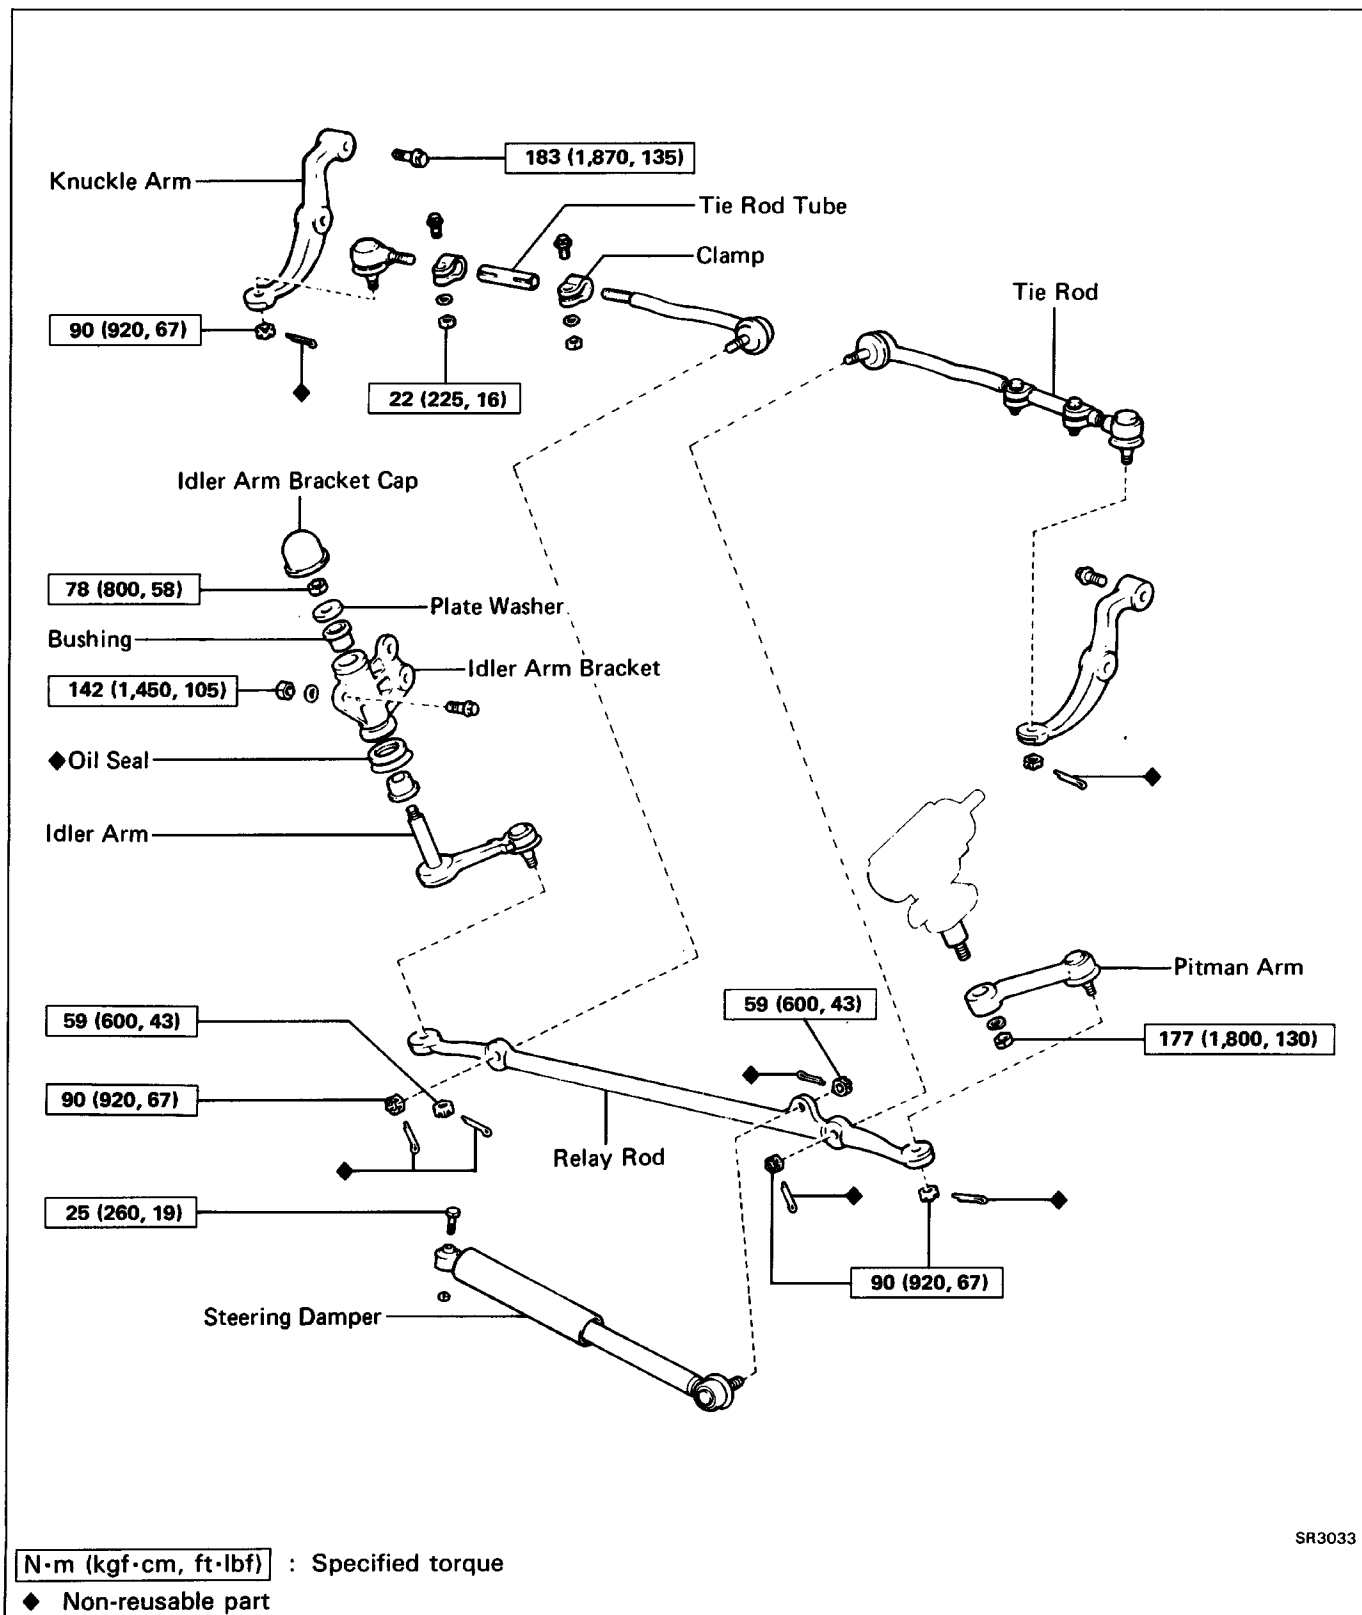 183 (1,870, 135)
Knuckle Arm
Tie Rod Tube
Clamp
Tie Rod
90 (920, 67)
22 (225, 16)
Idler Arm Bracket Cap
78 (800, 58)
Plate Washer
Bushing
Idler Arm Bracket
142 (1,450, 105)
◆Oil Seal
Idler Arm
Pitman Arm
59 (600, 43)
59 (600, 43)
177 (1,800, 130)
90 (920, 67)
Relay Rod
25 (260, 19)
90 (920, 67)
Steering Damper
SR3033
N·m (kgf·cm, ft·lbf) : Specified torque
◆ Non-reusable part